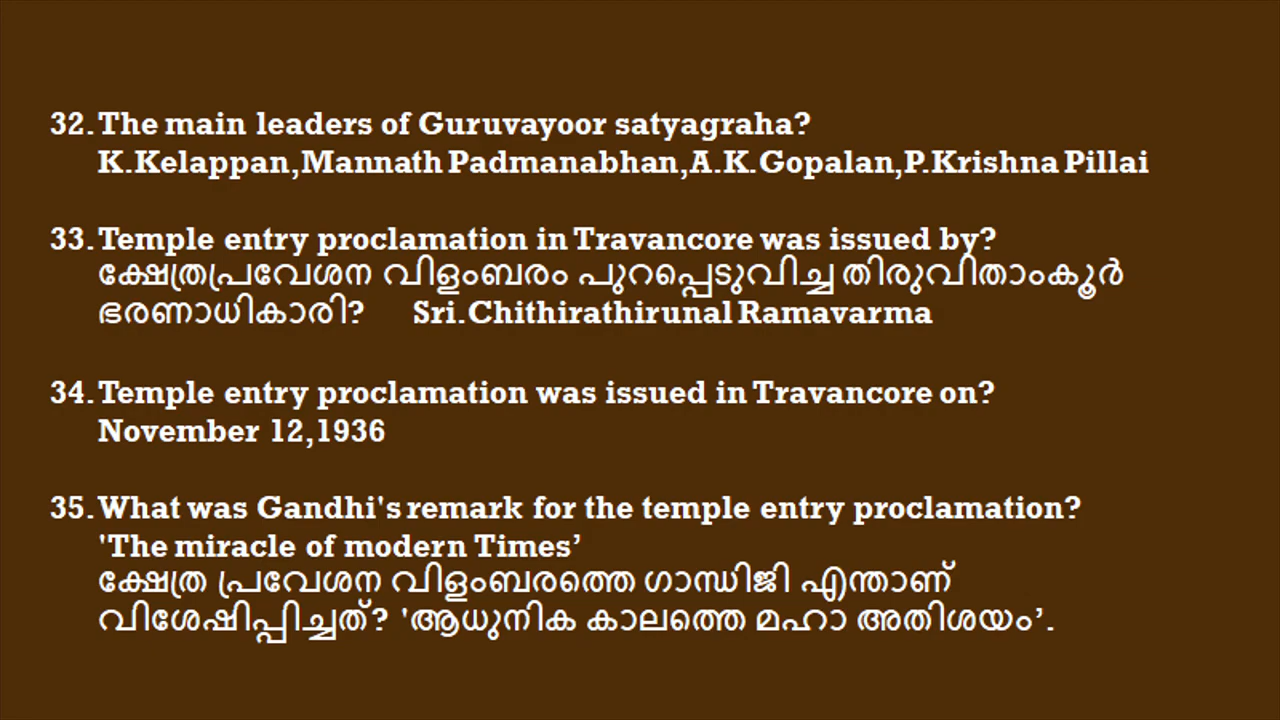 32. The main leaders of Guruvayoor satyagraha?
K.Kelappan,Mannath Padmanabhan,A.K.Gopalan,P.Krishna Pillai
33. Temple entry proclamation in Travancore was issued by?
ക്ഷേത്രപ്രവേശന വിളംബരം പുറപ്പെടുവിച്ച തിരുവിതാംകൂർ
ഭരണാധികാരി? Sri.Chithirathirunal Ramavarma
34. Temple entry proclamation was issued in Travancore on?
November 12,1936
35. What was Gandhi's remark for the temple entry proclamation?
'The miracle of modern Times’
ക്ഷേത്ര പ്രവേശന വിളംബരത്തെ ഗാന്ധിജി എന്താണ്
വിശേഷിപ്പിച്ചത്? 'ആധുനിക കാലത്തെ മഹാ അതിശയം’.